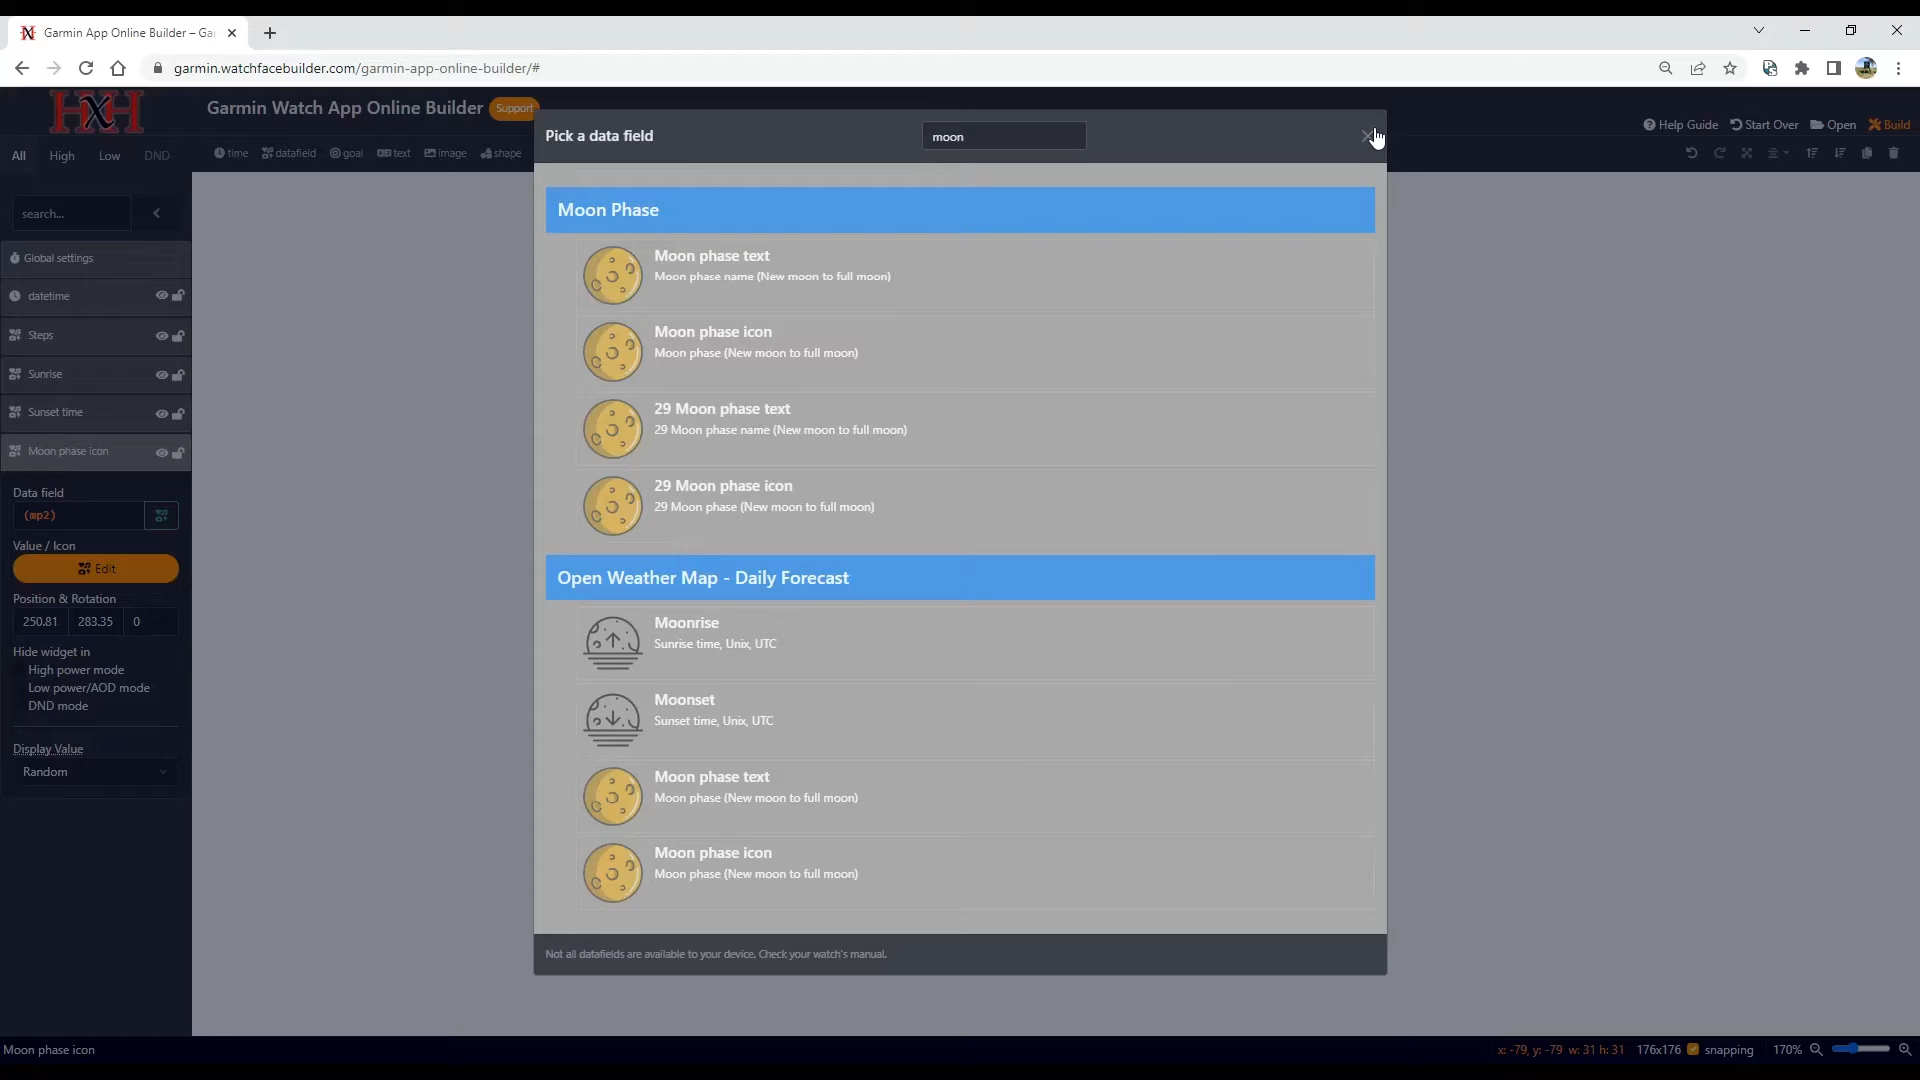 Garmin App Online Builder – Ga
garmin.watchfacebuilder.com/garmin-app-online-builder/#
HXH
Garmin Watch App Online Builder
Support
Help Guide
Start Over
Open
Build
All
High
Low
DND
time
datafield
goal
text
image
shape
Pick a data field
moon
search...
Global settings
datetime
Steps
Sunrise
Sunset time
Moon phase icon
Data field
(mp2)
Value / Icon
Edit
Position & Rotation
250.81
283.35
0
Hide widget in
High power mode
Low power/AOD mode
DND mode
Display Value
Random
Moon Phase
Moon phase text
Moon phase name (New moon to full moon)
Moon phase icon
Moon phase (New moon to full moon)
29 Moon phase text
29 Moon phase name (New moon to full moon)
29 Moon phase icon
29 Moon phase (New moon to full moon)
Open Weather Map - Daily Forecast
Moonrise
Sunrise time, Unix, UTC
Moonset
Sunset time, Unix, UTC
Moon phase text
Moon phase (New moon to full moon)
Moon phase icon
Moon phase (New moon to full moon)
Not all datafields are available to your device. Check your watch's manual.
Moon phase icon
x: -79, y: -79 w: 31 h: 31
176x176
snapping
170%